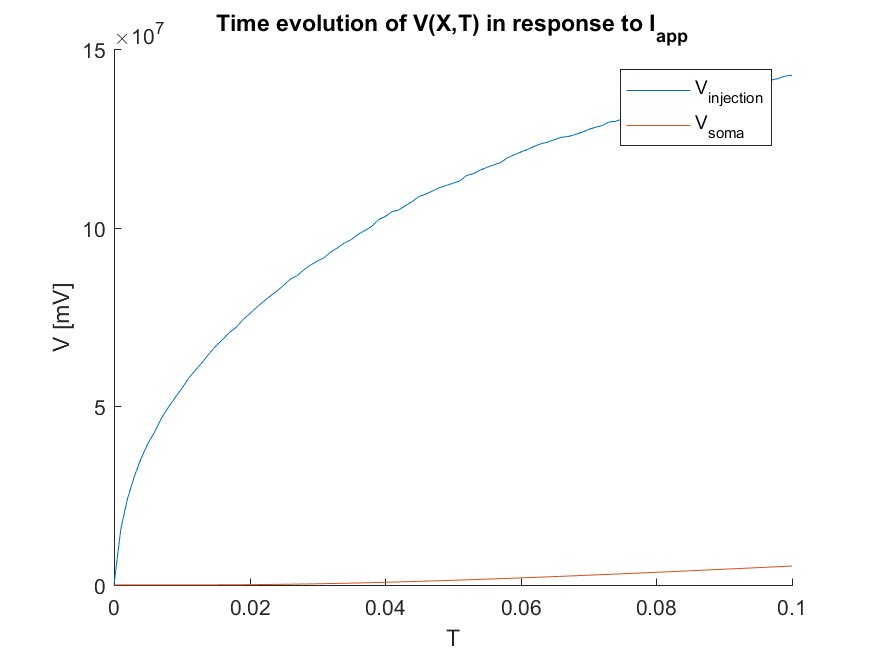 Time evolution of V(X,T) in response to I_app
×10^7
15
10
5
0
V [mV]
V_injection
V_soma
0 0.02 0.04 0.06 0.08 0.1
T